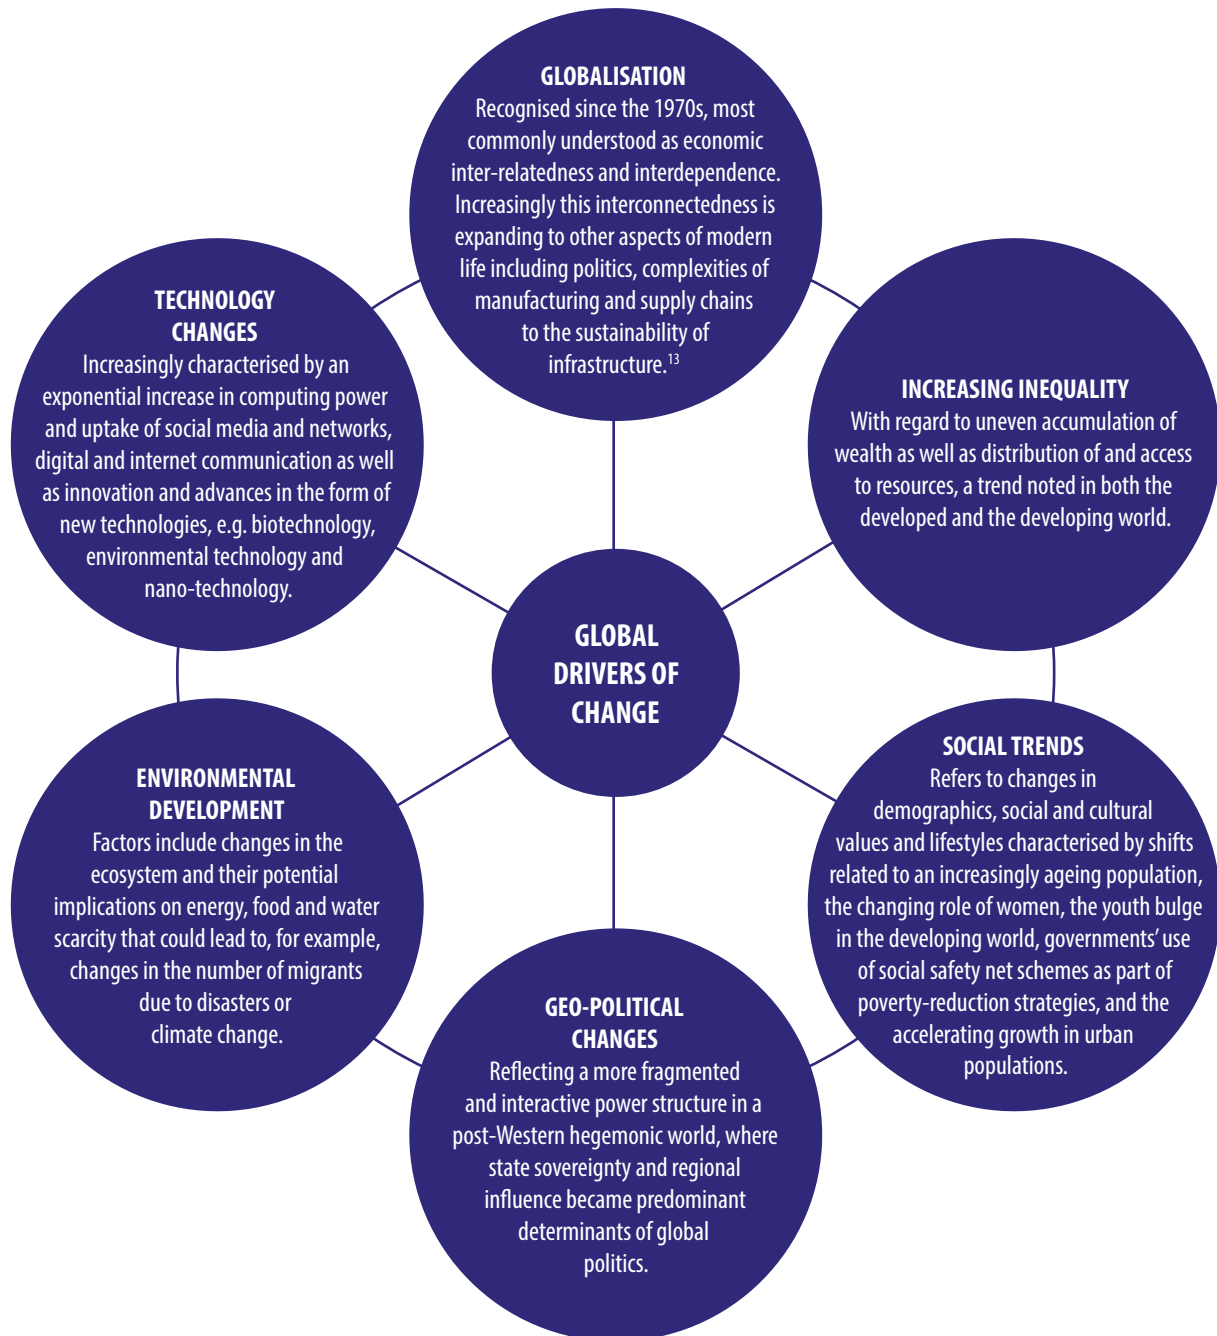 GLOBALISATION
Recognised since the 1970s, most
commonly understood as economic
inter-relatedness and interdependence.
Increasingly this interconnectedness is
expanding to other aspects of modern
life including politics, complexities of
manufacturing and supply chains
to the sustainability of
infrastructure.13
TECHNOLOGY
CHANGES
Increasingly characterised by an
exponential increase in computing power
and uptake of social media and networks,
digital and internet communication as well
as innovation and advances in the form of
new technologies, e.g. biotechnology,
environmental technology and
nano-technology.
INCREASING INEQUALITY
With regard to uneven accumulation of
wealth as well as distribution of and access
to resources, a trend noted in both the
developed and the developing world.
GLOBAL
DRIVERS OF
CHANGE
ENVIRONMENTAL
DEVELOPMENT
Factors include changes in the
ecosystem and their potential
implications on energy, food and water
scarcity that could lead to, for example,
changes in the number of migrants
due to disasters or
climate change.
SOCIAL TRENDS
Refers to changes in
demographics, social and cultural
values and lifestyles characterised by shifts
related to an increasingly ageing population,
the changing role of women, the youth bulge
in the developing world, governments’ use
of social safety net schemes as part of
poverty-reduction strategies, and the
accelerating growth in urban
populations.
GEO-POLITICAL
CHANGES
Reflecting a more fragmented
and interactive power structure in a
post-Western hegemonic world, where
state sovereignty and regional
influence became predominant
determinants of global
politics.